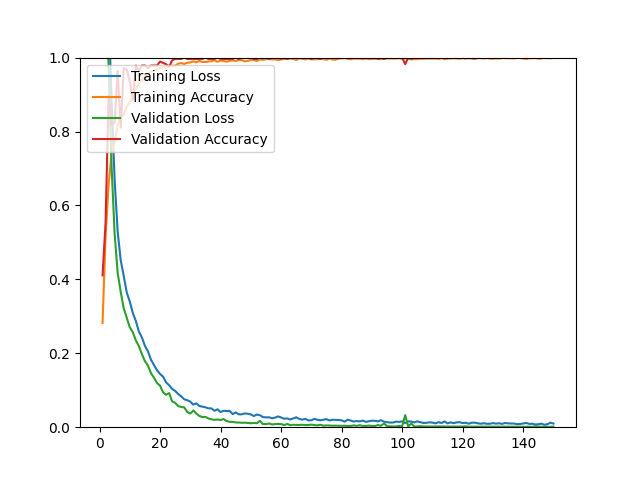 1.0
0.8
0.6
0.4
0.2
0.0
Training Loss
Training Accuracy
Validation Loss
Validation Accuracy
0 20 40 60 80 100 120 140